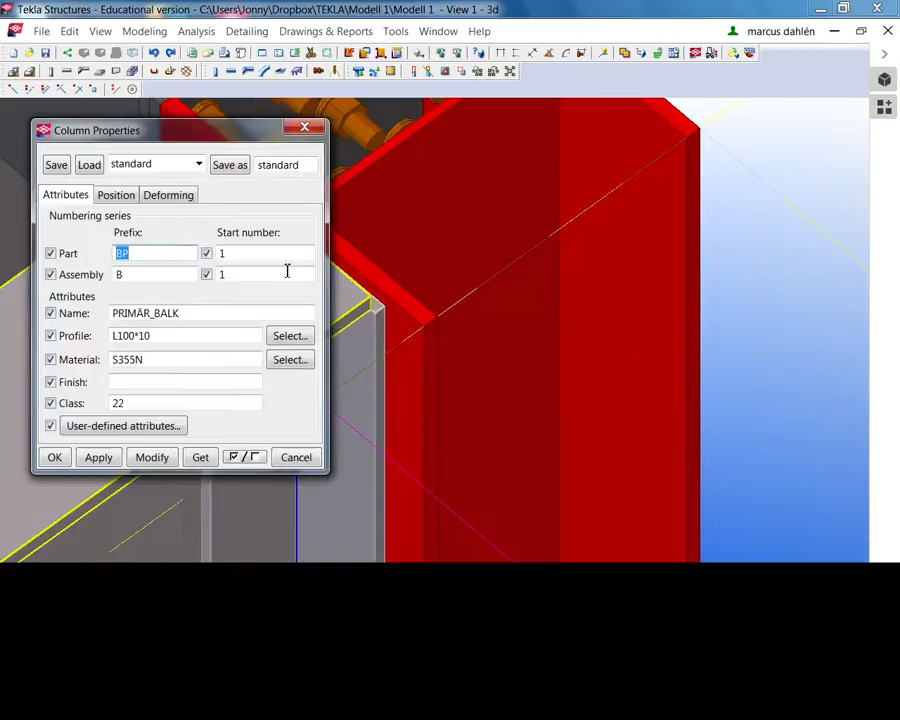 Tekla Structures - Educational version - C:\Users\Jonny\Dropbox\TEKLA\Modell 1\Modell 1 - View 1 - 3d
File Edit View Modeling Analysis Detailing Drawings & Reports Tools Window Help marcus dahlén
Column Properties
Save Load standard Save as standard
Attributes Position Deforming
Numbering series
Prefix: Start number:
Part BP 1
Assembly B 1
Attributes
Name: PRIMÄR_BALK
Profile: L100*10 Select...
Material: S355N Select...
Finish:
Class: 22
User-defined attributes...
OK Apply Modify Get / Cancel